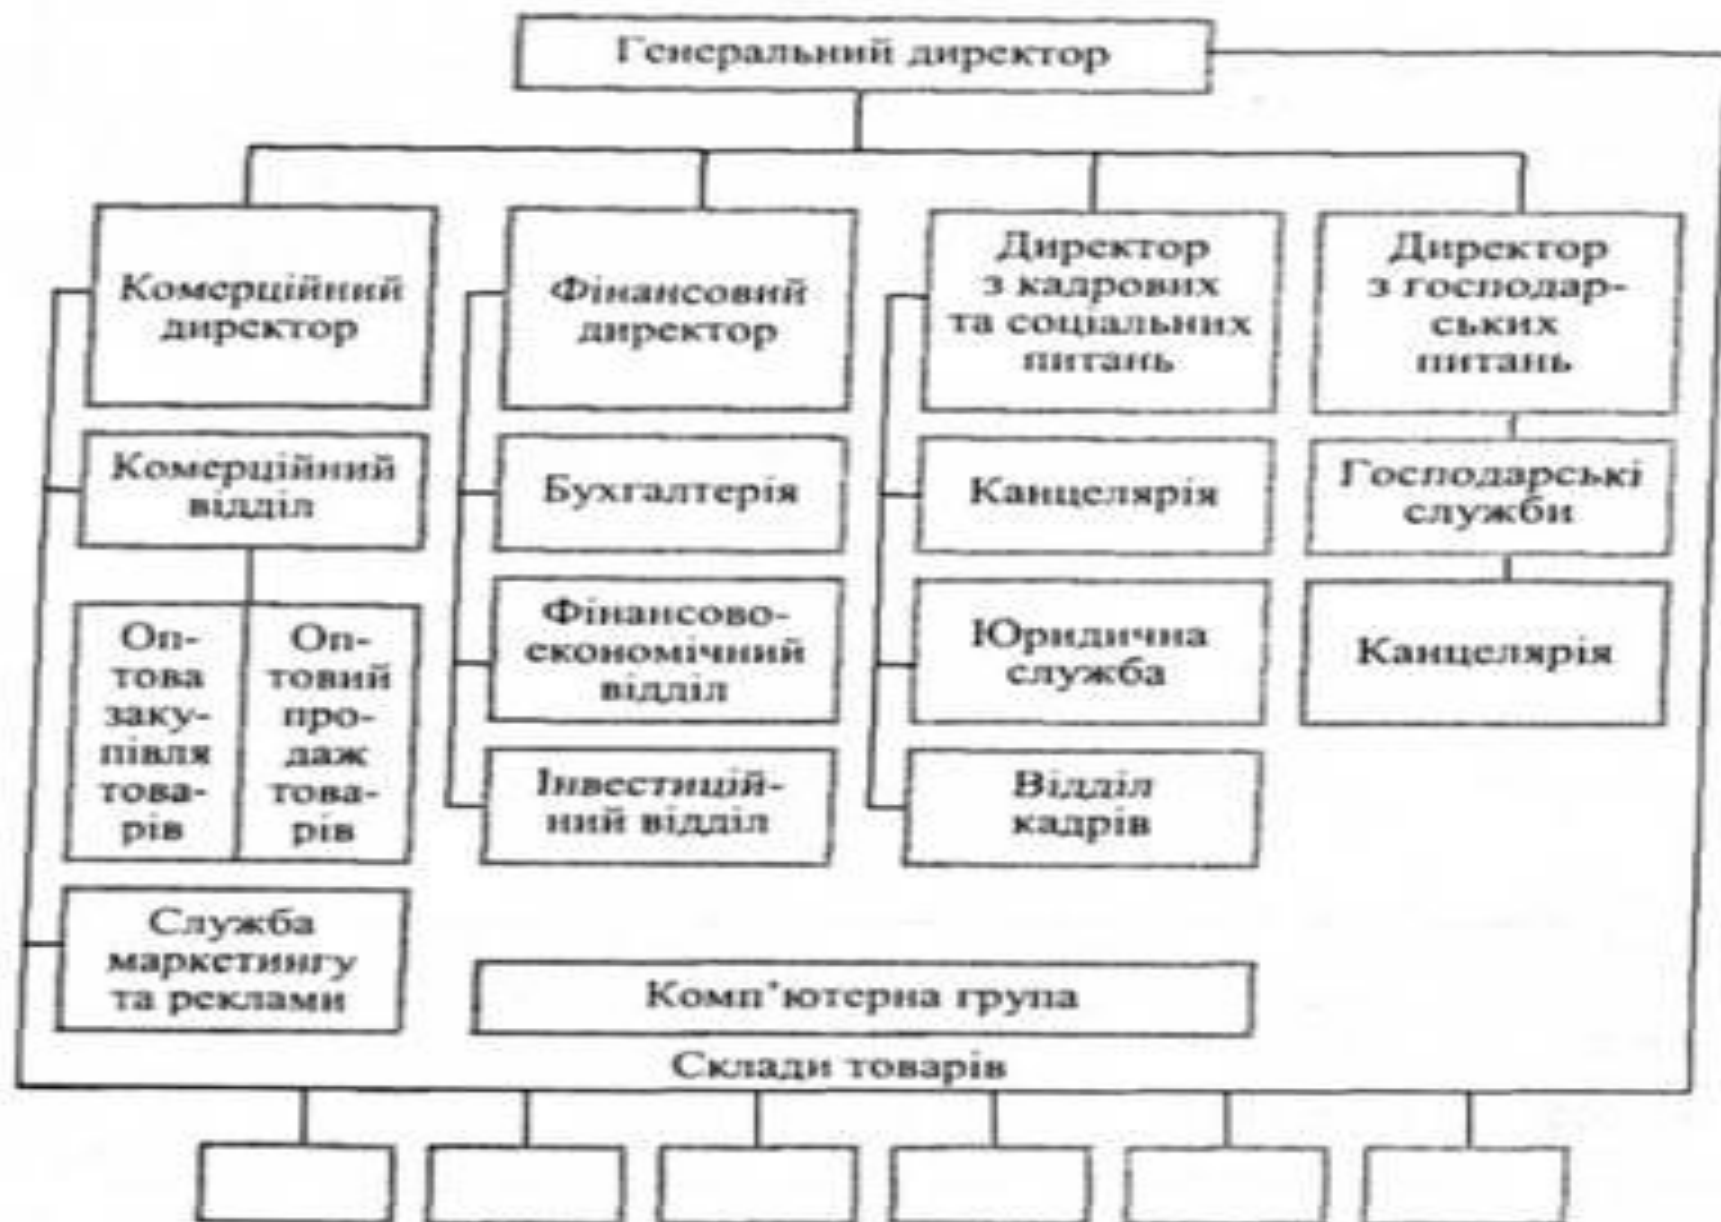 Генеральний директор
Комерційний
директор
Фінансовий
директор
Директор
з кадрових
та соціальних
питань
Директор
з господар-
ських
питань
Комерційний
відділ
Бухгалтерія
Канцелярія
Господарські
служби
Оп-
това
заку-
півля
това-
рів
Оп-
товий
про-
даж
това-
рів
Фінансово-
економічний
відділ
Юридична
служба
Канцелярія
Інвестицій-
ний відділ
Відділ
кадрів
Служба
маркетингу
та реклами
Комп’ютерна група
Склади товарів